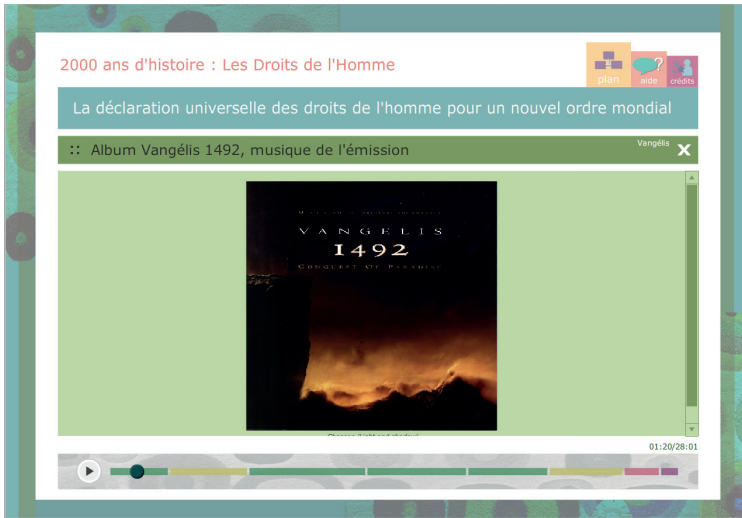 2000 ans d'histoire : Les Droits de l'Homme
plan
aide
crédits
La déclaration universelle des droits de l'homme pour un nouvel ordre mondial
:: Album Vangélis 1492, musique de l'émission
Vangélis X
VANGELIS
1492
CONQUEST OF PARADISE
01:20/28:01